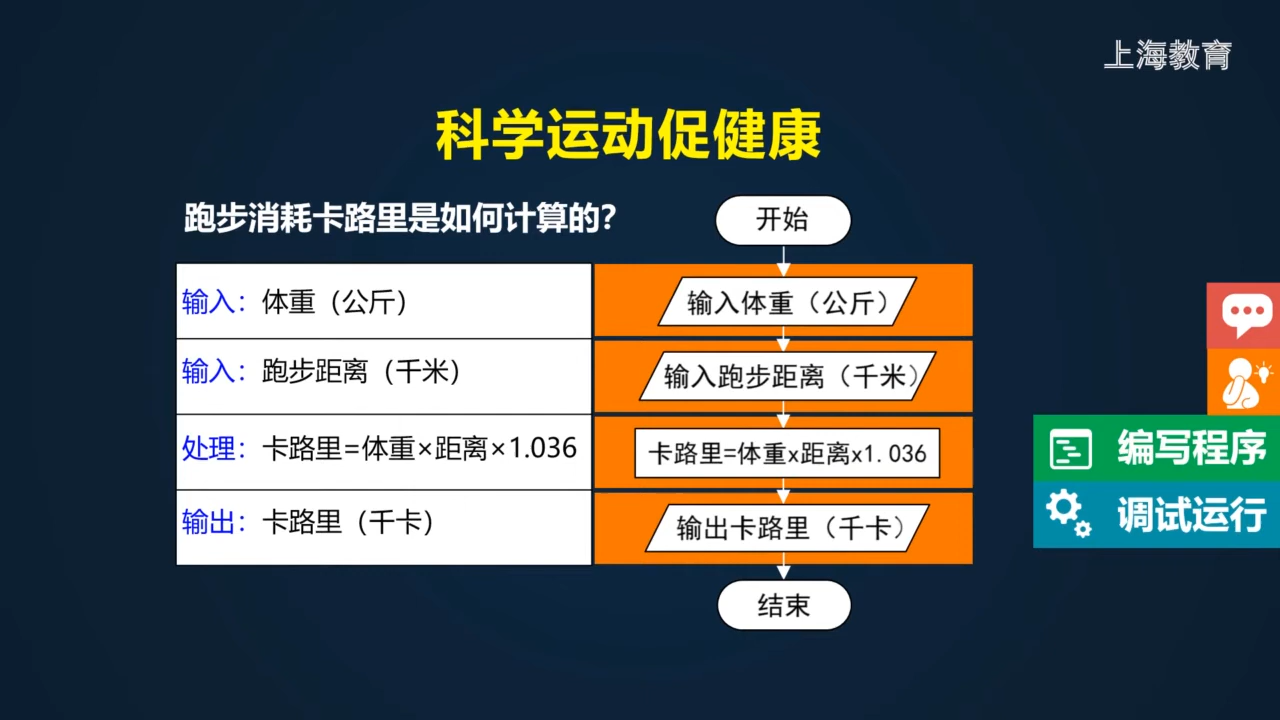 上海教育
科学运动促健康
跑步消耗卡路里是如何计算的?
开始
输入：体重（公斤）
输入体重（公斤）
输入：跑步距离（千米）
输入跑步距离（千米）
处理：卡路里=体重×距离×1.036
卡路里=体重x距离x1.036
输出：卡路里（千卡）
输出卡路里（千卡）
结束
编写程序
调试运行